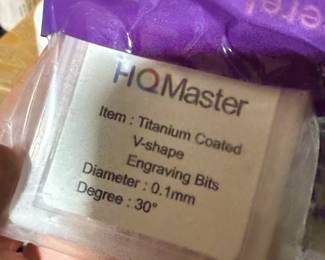 HQMaster
Item : Titanium Coated
V-shape
Engraving Bits
Diameter : 0.1mm
Degree : 30°